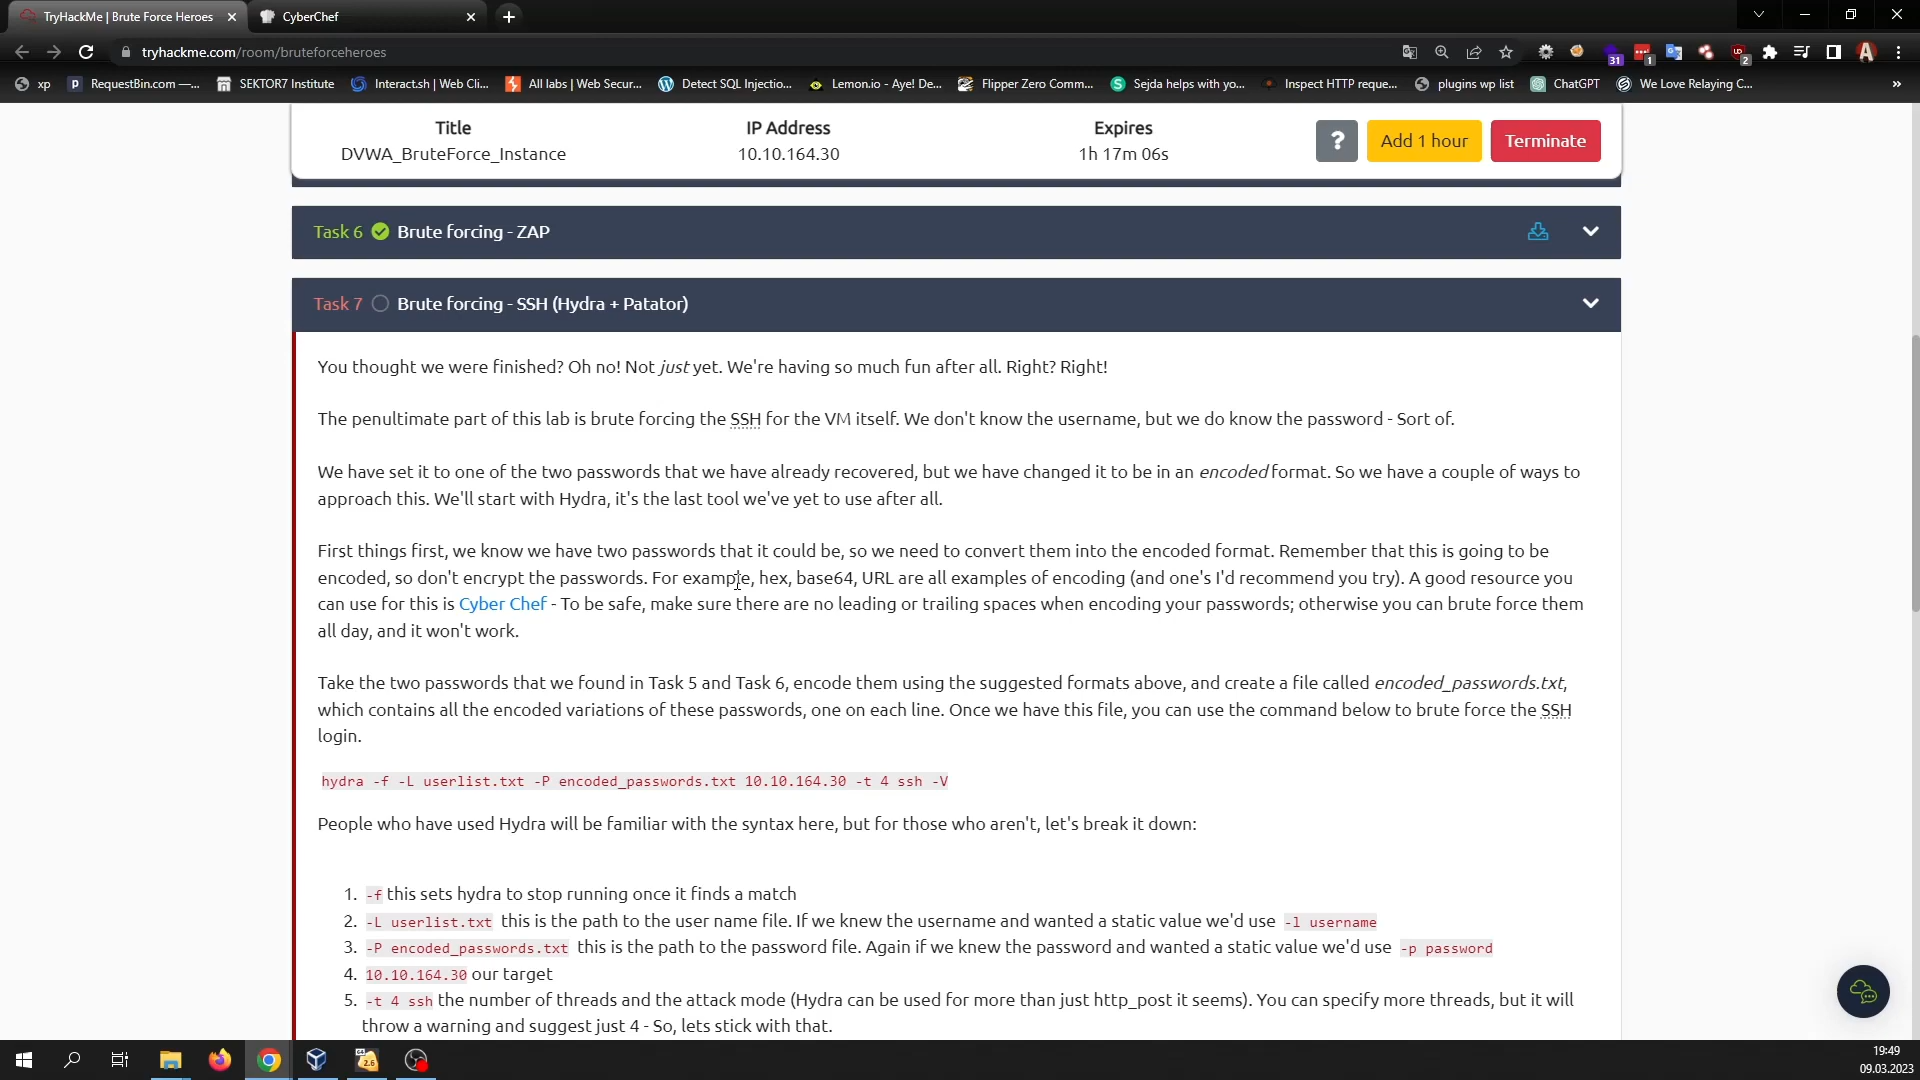 TryHackMe | Brute Force Heroes
CyberChef
tryhackme.com/room/bruteforceheroes
31
1
2
xp
RequestBin.com —...
SEKTOR7 Institute
Interact.sh | Web Cli...
All labs | Web Secur...
Detect SQL Injectio...
Lemon.io - Aye! De...
Flipper Zero Comm...
Sejda helps with yo...
Inspect HTTP reque...
plugins wp list
ChatGPT
We Love Relaying C...
»
Title
IP Address
Expires
DVWA_BruteForce_Instance
10.10.164.30
1h 17m 06s
?
Add 1 hour
Terminate
Task 6 Brute forcing - ZAP
Task 7 Brute forcing - SSH (Hydra + Patator)
You thought we were finished? Oh no! Not just yet. We're having so much fun after all. Right? Right!
The penultimate part of this lab is brute forcing the SSH for the VM itself. We don't know the username, but we do know the password - Sort of.
We have set it to one of the two passwords that we have already recovered, but we have changed it to be in an encoded format. So we have a couple of ways to
approach this. We'll start with Hydra, it's the last tool we've yet to use after all.
First things first, we know we have two passwords that it could be, so we need to convert them into the encoded format. Remember that this is going to be
encoded, so don't encrypt the passwords. For example, hex, base64, URL are all examples of encoding (and one's I'd recommend you try). A good resource you
can use for this is Cyber Chef - To be safe, make sure there are no leading or trailing spaces when encoding your passwords; otherwise you can brute force them
all day, and it won't work.
Take the two passwords that we found in Task 5 and Task 6, encode them using the suggested formats above, and create a file called encoded_passwords.txt,
which contains all the encoded variations of these passwords, one on each line. Once we have this file, you can use the command below to brute force the SSH
login.
hydra -f -L userlist.txt -P encoded_passwords.txt 10.10.164.30 -t 4 ssh -V
People who have used Hydra will be familiar with the syntax here, but for those who aren't, let's break it down:
1. -f this sets hydra to stop running once it finds a match
2. -L userlist.txt this is the path to the user name file. If we knew the username and wanted a static value we'd use -l username
3. -P encoded_passwords.txt this is the path to the password file. Again if we knew the password and wanted a static value we'd use -p password
4. 10.10.164.30 our target
5. -t 4 ssh the number of threads and the attack mode (Hydra can be used for more than just http_post it seems). You can specify more threads, but it will
throw a warning and suggest just 4 - So, lets stick with that.
64
2.6
19:49
09.03.2023